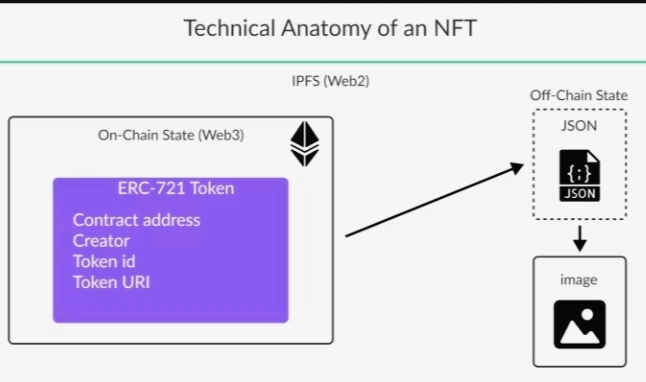 Technical Anatomy of an NFT
IPFS (Web2)
Off-Chain State
On-Chain State (Web3)
JSON
{:}
JSON
ERC-721 Token
Contract address
Creator
Token id
Token URI
image